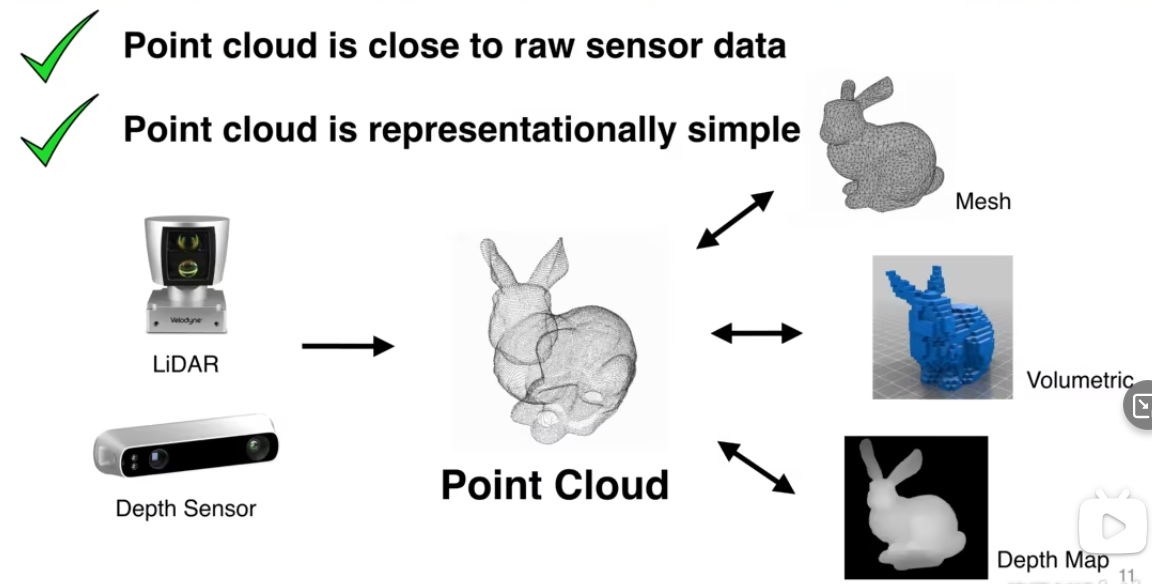 Point cloud is close to raw sensor data
Point cloud is representationally simple
Mesh
Velodyne
LiDAR
Volumetric
Point Cloud
Depth Sensor
Depth Map
11